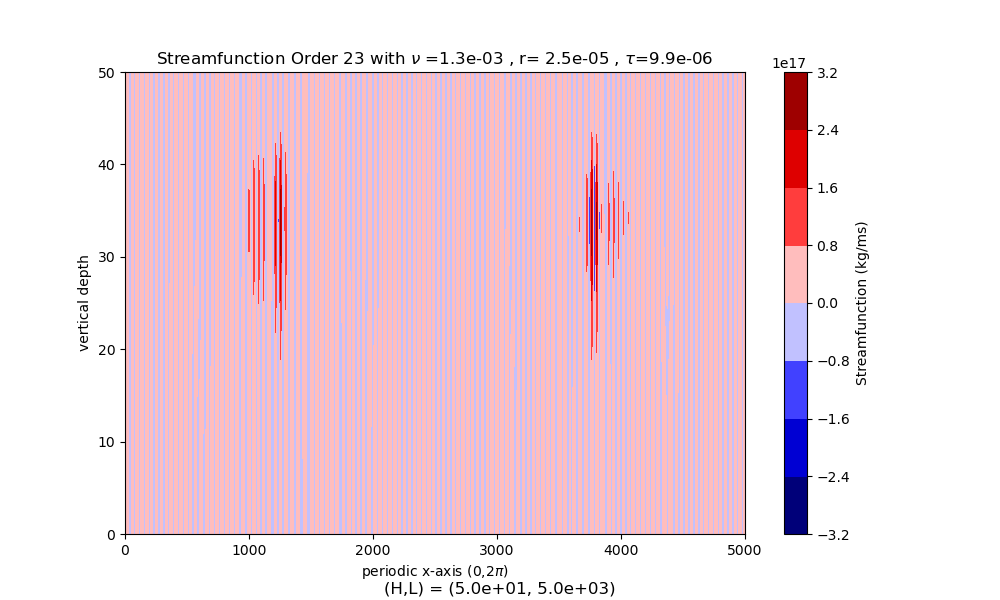 Streamfunction Order 23 with ν =1.3e-03 , r= 2.5e-05 , τ=9.9e-06
1e17
50
40
30
20
10
0
vertical depth
0 1000 2000 3000 4000 5000
periodic x-axis (0,2π)
(H,L) = (5.0e+01, 5.0e+03)
3.2
2.4
1.6
0.8
0.0
−0.8
−1.6
−2.4
−3.2
Streamfunction (kg/ms)